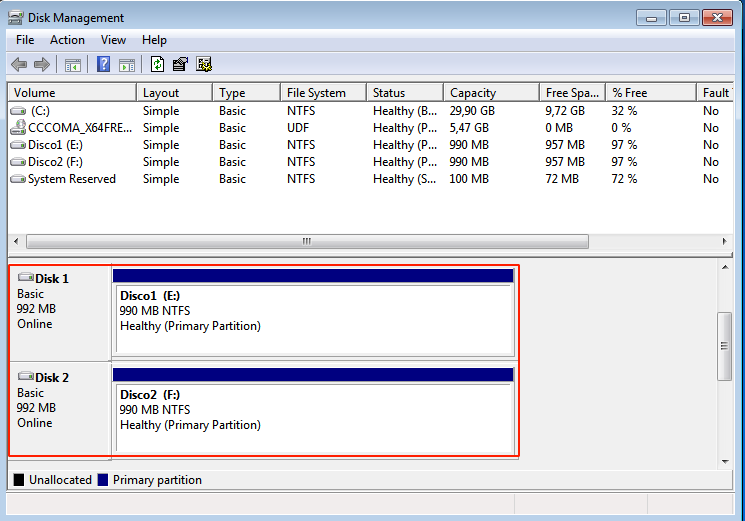 Disk Management
File Action View Help
Volume Layout Type File System Status Capacity Free Spa... % Free Fault
(C:) Simple Basic NTFS Healthy (B... 29,90 GB 9,72 GB 32 % No
CCCOMA_X64FRE... Simple Basic UDF Healthy (P... 5,47 GB 0 MB 0 % No
Disco1 (E:) Simple Basic NTFS Healthy (P... 990 MB 957 MB 97 % No
Disco2 (F:) Simple Basic NTFS Healthy (P... 990 MB 957 MB 97 % No
System Reserved Simple Basic NTFS Healthy (S... 100 MB 72 MB 72 % No
Disk 1
Basic
992 MB
Online
Disco1 (E:)
990 MB NTFS
Healthy (Primary Partition)
Disk 2
Basic
992 MB
Online
Disco2 (F:)
990 MB NTFS
Healthy (Primary Partition)
Unallocated Primary partition